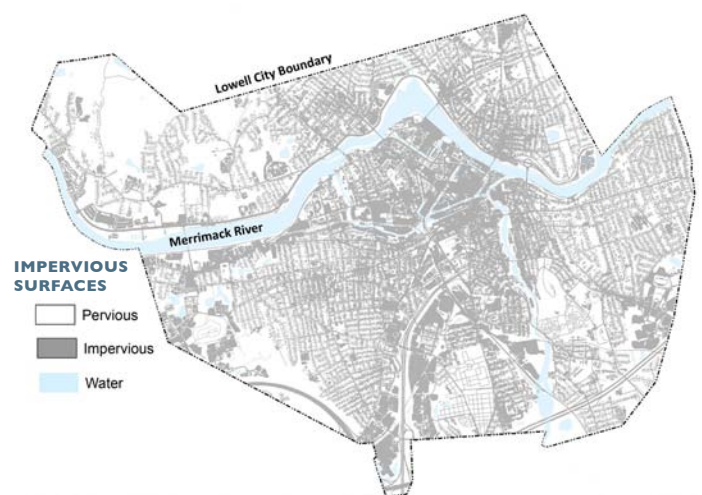 Lowell City Boundary
Merrimack River
IMPERVIOUS
SURFACES
Pervious
Impervious
Water